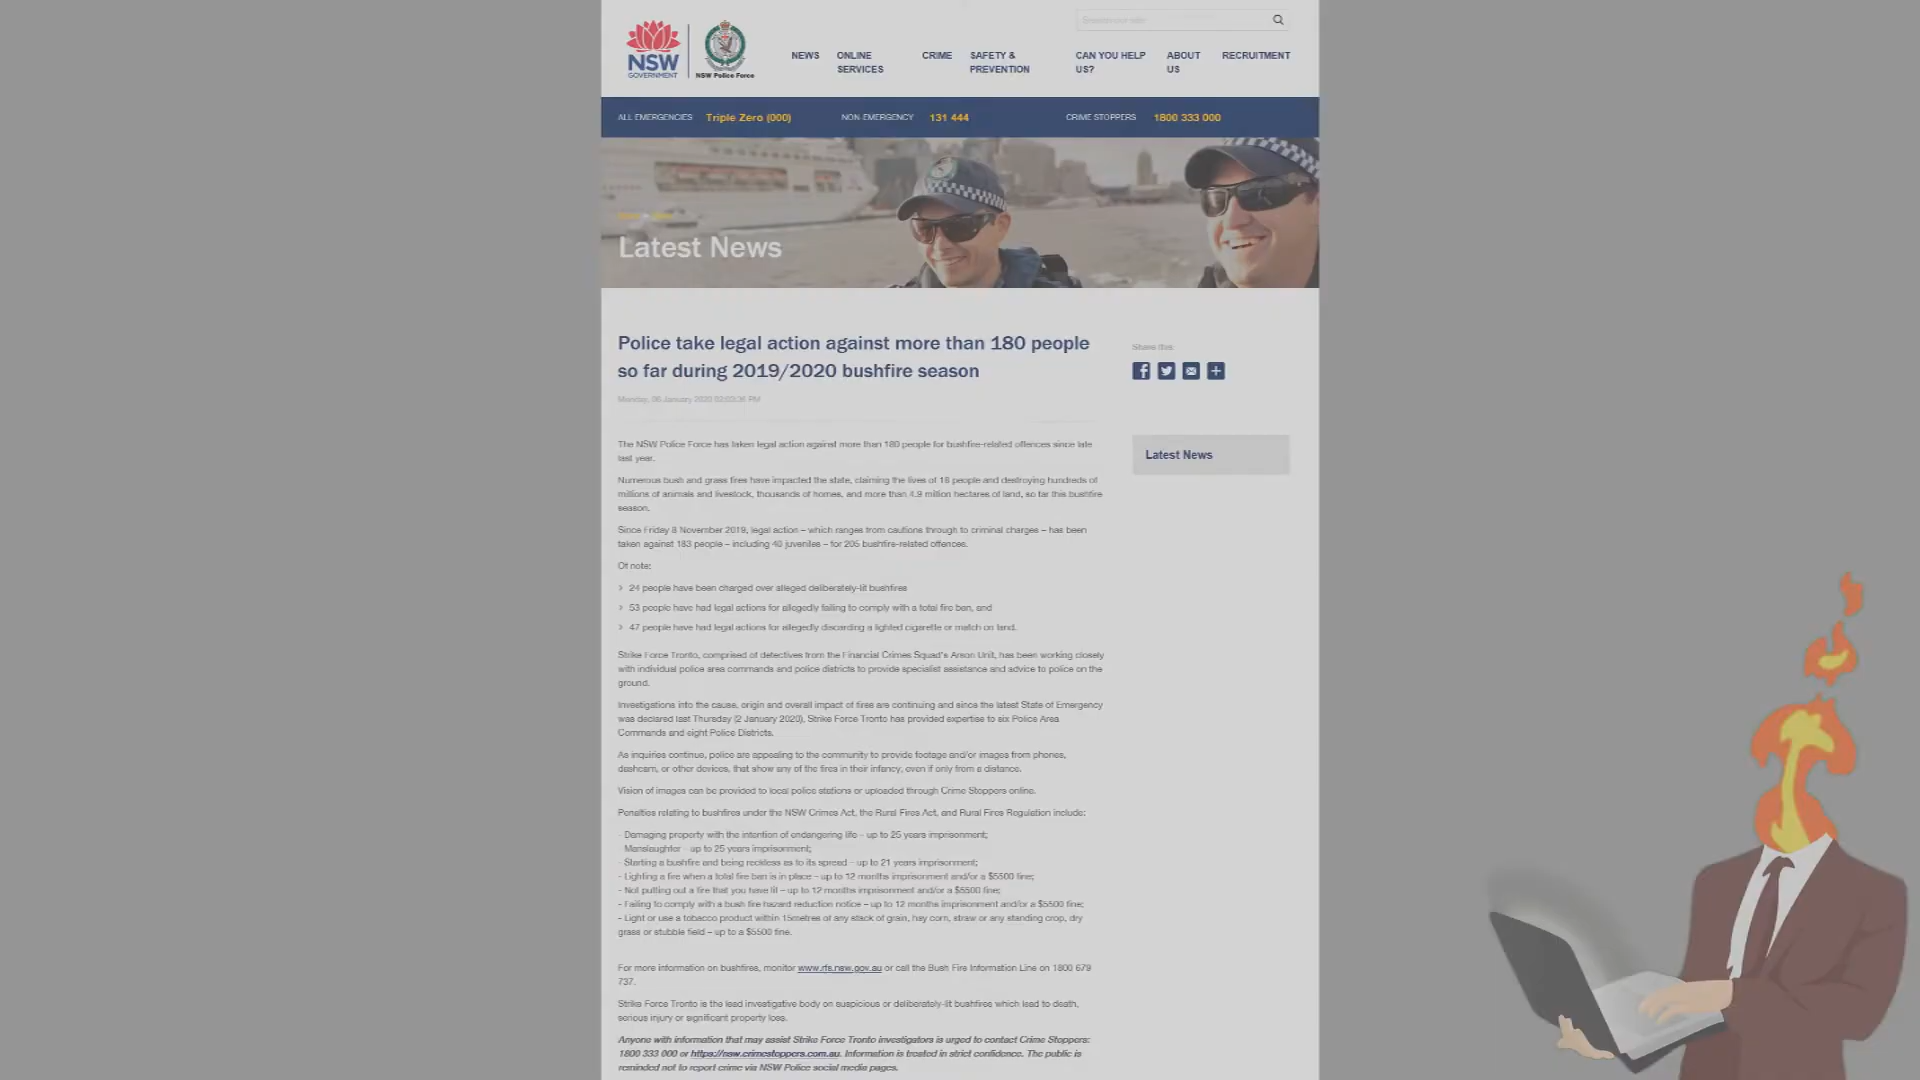 NSW
GOVERNMENT
NSW Police Force
NEWS
ONLINE
SERVICES
CRIME
SAFETY &
PREVENTION
CAN YOU HELP
US?
ABOUT
US
RECRUITMENT
ALL EMERGENCIES Triple Zero (000) NON-EMERGENCY 131 444 CRIME STOPPERS 1800 333 000
Latest News
Police take legal action against more than 180 people
so far during 2019/2020 bushfire season
Share this
Monday, 06 January 2020 02:03:36 PM
Latest News
The NSW Police Force has taken legal action against more than 180 people for bushfire-related offences since late
last year.
Numerous bush and grass fires have impacted the state, claiming the lives of 18 people and destroying hundreds of
millions of animals and livestock, thousands of homes, and more than 4.9 million hectares of land, so far this bushfire
season.
Since Friday 8 November 2019, legal action – which ranges from cautions through to criminal charges – has been
taken against 183 people – including 40 juveniles – for 205 bushfire-related offences.
Of note:
> 24 people have been charged over alleged deliberately-lit bushfires
> 53 people have had legal actions for allegedly failing to comply with a total fire ban, and
> 47 people have had legal actions for allegedly discarding a lighted cigarette or match on land.
Strike Force Tronto, comprised of detectives from the Financial Crimes Squad's Arson Unit, has been working closely
with individual police area commands and police districts to provide specialist assistance and advice to police on the
ground.
Investigations into the cause, origin and overall impact of fires are continuing and since the latest State of Emergency
was declared last Thursday (2 January 2020), Strike Force Tronto has provided expertise to six Police Area
Commands and eight Police Districts.
As inquiries continue, police are appealing to the community to provide footage and/or images from phones,
dashcam, or other devices, that show any of the fires in their infancy, even if only from a distance.
Vision of images can be provided to local police stations or uploaded through Crime Stoppers online.
Penalties relating to bushfires under the NSW Crimes Act, the Rural Fires Act, and Rural Fires Regulation include:
- Damaging property with the intention of endangering life – up to 25 years imprisonment;
- Manslaughter – up to 25 years imprisonment;
- Starting a bushfire and being reckless as to its spread – up to 21 years imprisonment;
- Lighting a fire when a total fire ban is in place – up to 12 months imprisonment and/or a $5500 fine;
- Not putting out a fire that you have lit – up to 12 months imprisonment and/or a $5500 fine;
- Failing to comply with a bush fire hazard reduction notice – up to 12 months imprisonment and/or a $5500 fine;
- Light or use a tobacco product within 15metres of any stack of grain, hay corn, straw or any standing crop, dry
grass or stubble field – up to a $5500 fine.
For more information on bushfires, monitor www.rfs.nsw.gov.au or call the Bush Fire Information Line on 1800 679
737.
Strike Force Tronto is the lead investigative body on suspicious or deliberately-lit bushfires which lead to death,
serious injury or significant property loss.
Anyone with information that may assist Strike Force Tronto investigators is urged to contact Crime Stoppers:
1800 333 000 or https://nsw.crimestoppers.com.au. Information is treated in strict confidence. The public is
reminded not to report crime via NSW Police social media pages.